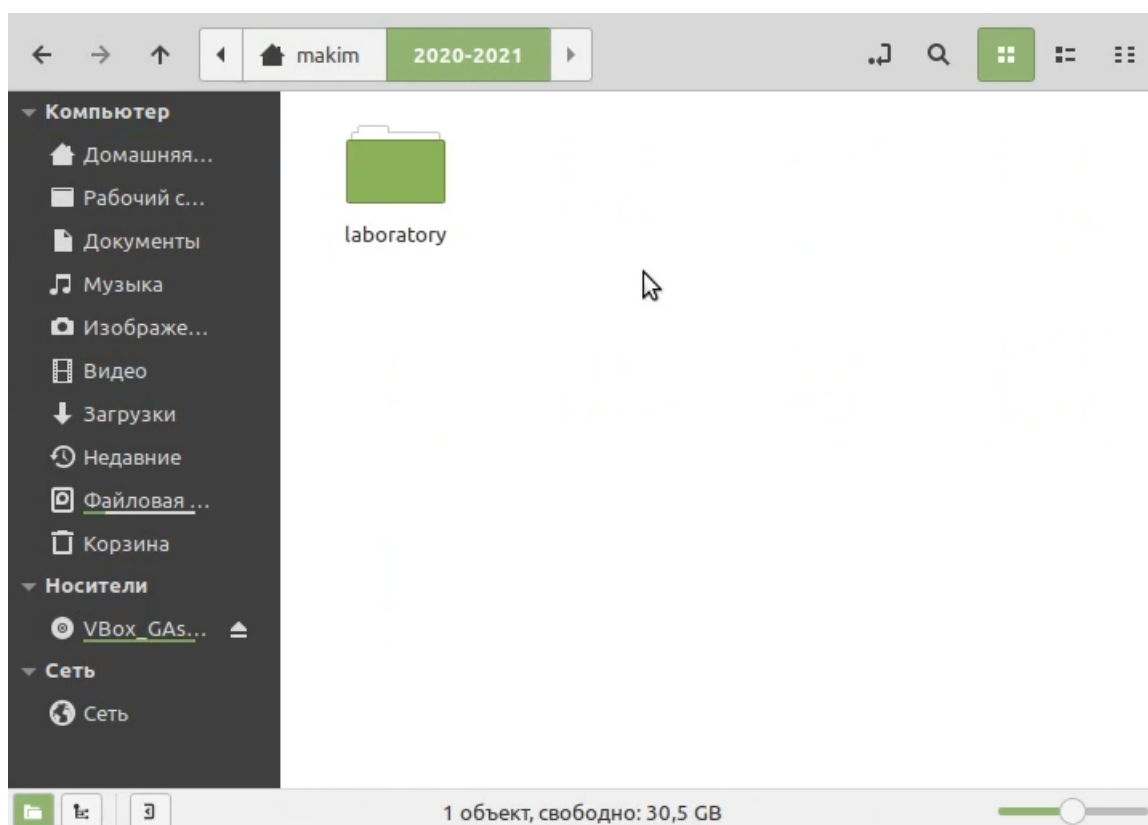 makim 2020-2021
Компьютер
Домашняя...
Рабочий с...
Документы
Музыка
Изображе...
Видео
Загрузки
Недавние
Файловая ...
Корзина
Носители
VBox_GAs...
Сеть
Сеть
laboratory
1 объект, свободно: 30,5 GB